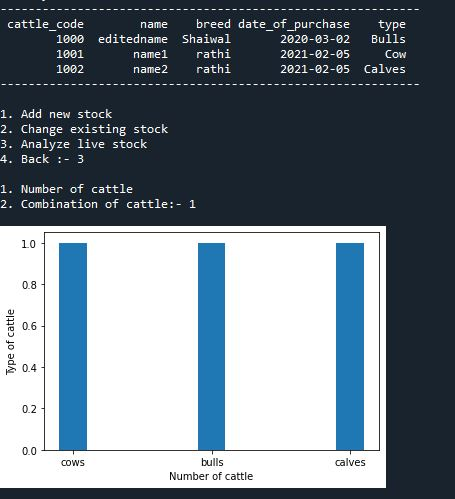 cattle_code name breed date_of_purchase type
1000 editedname Shaiwal 2020-03-02 Bulls
1001 name1 rathi 2021-02-05 Cow
1002 name2 rathi 2021-02-05 Calves
1. Add new stock
2. Change existing stock
3. Analyze live stock
4. Back :- 3
1. Number of cattle
2. Combination of cattle:- 1
Type of cattle
1.0
0.8
0.6
0.4
0.2
0.0
cows bulls calves
Number of cattle